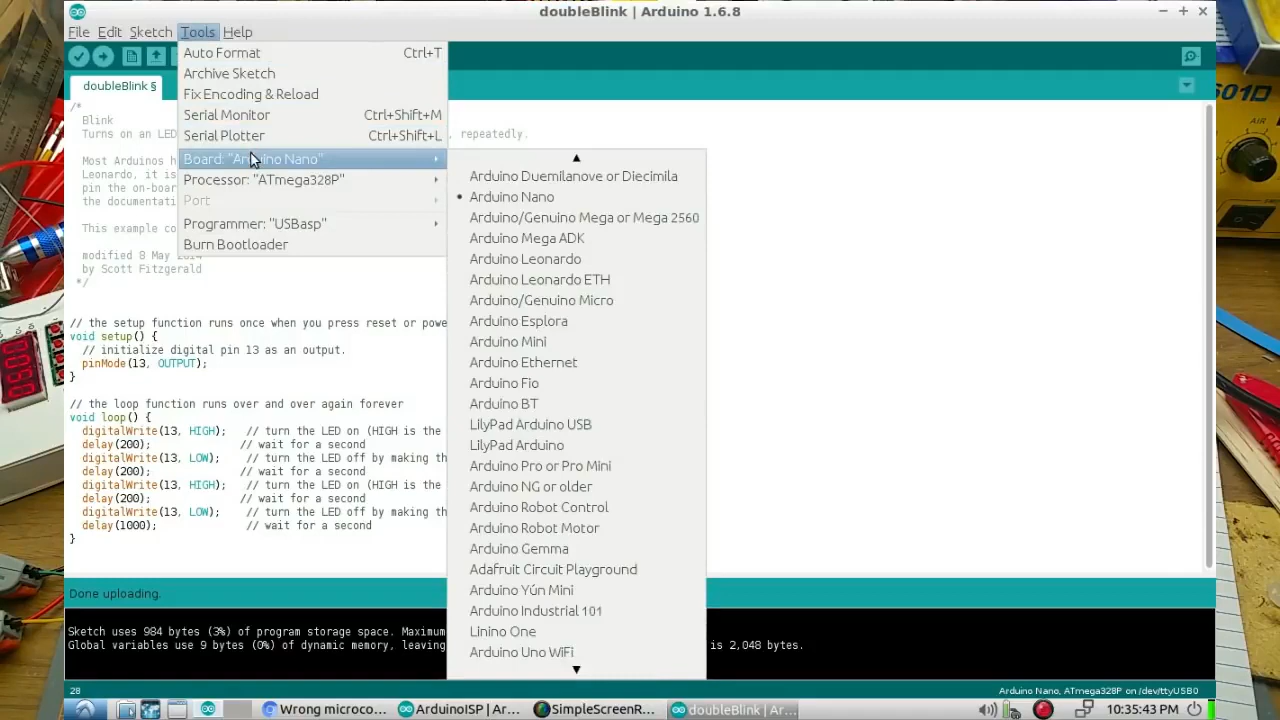 doubleBlink | Arduino 1.6.8
File Edit Sketch Tools Help
doubleBlink §
Auto Format Ctrl+T
Archive Sketch
Fix Encoding & Reload
Serial Monitor Ctrl+Shift+M
Serial Plotter Ctrl+Shift+L
Board: "Arduino Nano"
Processor: "ATmega328P"
Port
Programmer: "USBasp"
Burn Bootloader
Arduino Duemilanove or Diecimila
Arduino Nano
Arduino/Genuino Mega or Mega 2560
Arduino Mega ADK
Arduino Leonardo
Arduino Leonardo ETH
Arduino/Genuino Micro
Arduino Esplora
Arduino Mini
Arduino Ethernet
Arduino Fio
Arduino BT
LilyPad Arduino USB
LilyPad Arduino
Arduino Pro or Pro Mini
Arduino NG or older
Arduino Robot Control
Arduino Robot Motor
Arduino Gemma
Adafruit Circuit Playground
Arduino Yún Mini
Arduino Industrial 101
Linino One
Arduino Uno WiFi
/*
Blink
Turns on an LED , repeatedly.
Most Arduinos h
Leonardo, it is
pin the on-boar
the documentati
This example co
modified 8 May 2014
by Scott Fitzgerald
*/
// the setup function runs once when you press reset or powe
void setup() {
// initialize digital pin 13 as an output.
pinMode(13, OUTPUT);
}
// the loop function runs over and over again forever
void loop() {
digitalWrite(13, HIGH); // turn the LED on (HIGH is the
delay(200); // wait for a second
digitalWrite(13, LOW); // turn the LED off by making th
delay(200); // wait for a second
digitalWrite(13, HIGH); // turn the LED on (HIGH is the
delay(200); // wait for a second
digitalWrite(13, LOW); // turn the LED off by making th
delay(1000); // wait for a second
}
Done uploading.
Sketch uses 984 bytes (3%) of program storage space. Maximum
Global variables use 9 bytes (0%) of dynamic memory, leaving is 2,048 bytes.
28 Arduino Nano, ATmega328P on /dev/ttyUSB0
Wrong microco... ArduinoISP | Ar... SimpleScreenR... doubleBlink | Ar... 10:35:43 PM
601D
AIR